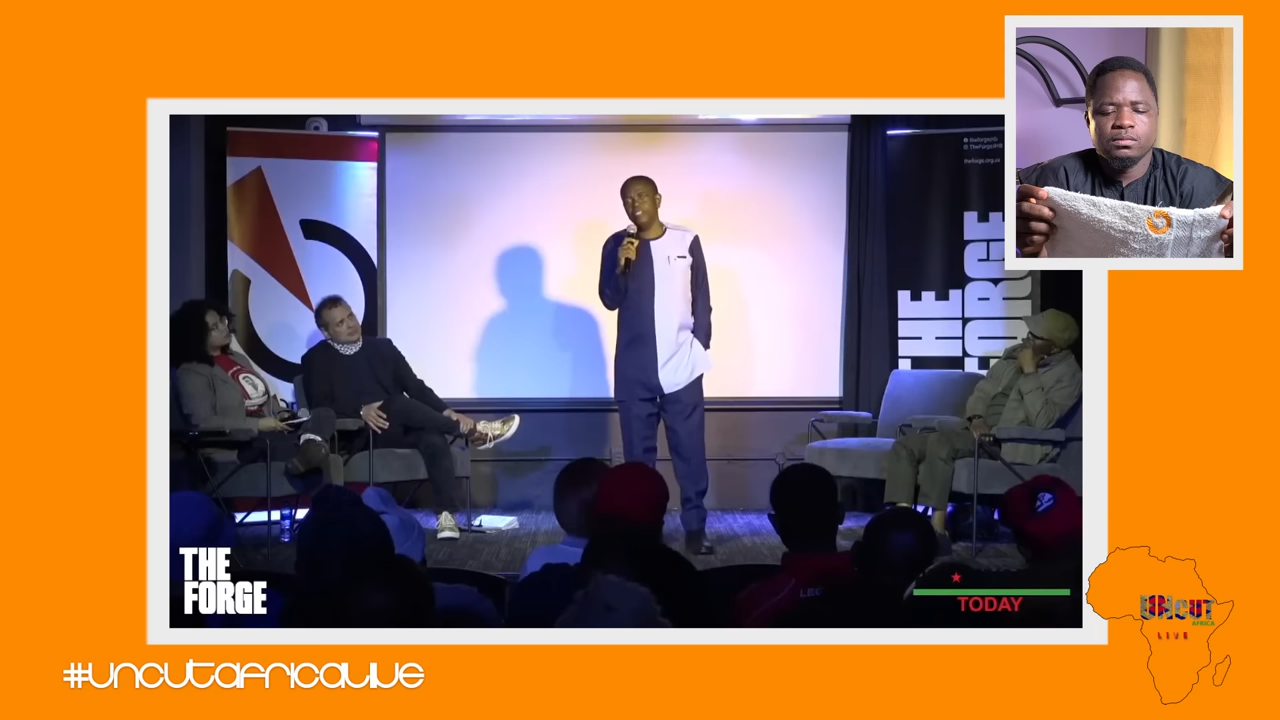 THE
FORGE
THE
FORGE
TODAY
#UNCUTAFRICALIVE
UNCUT
AFRICA
LIVE